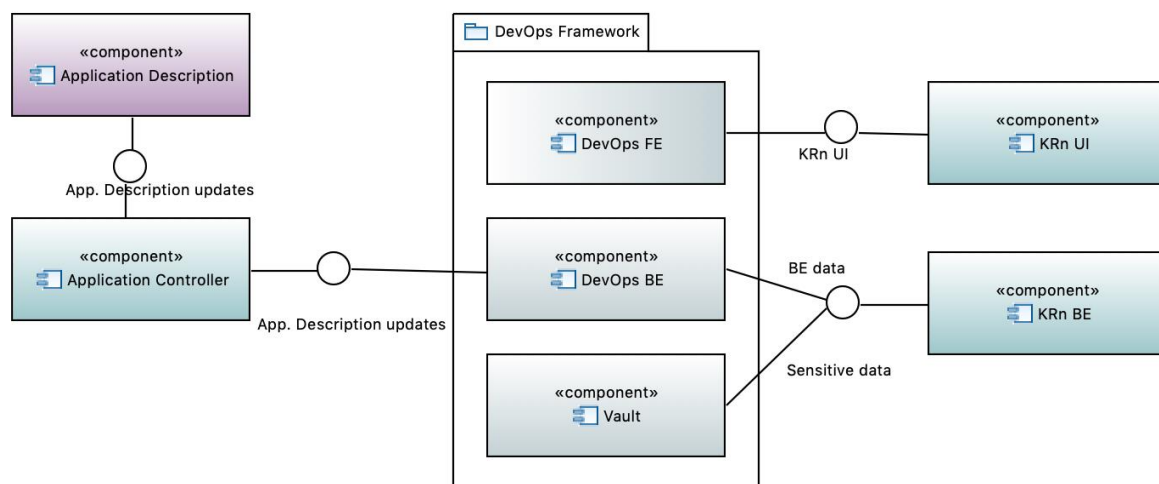 «component»
Application Description
App. Description updates
«component»
Application Controller
App. Description updates
DevOps Framework
«component»
DevOps FE
«component»
DevOps BE
«component»
Vault
KRn UI
«component»
KRn UI
BE data
Sensitive data
«component»
KRn BE